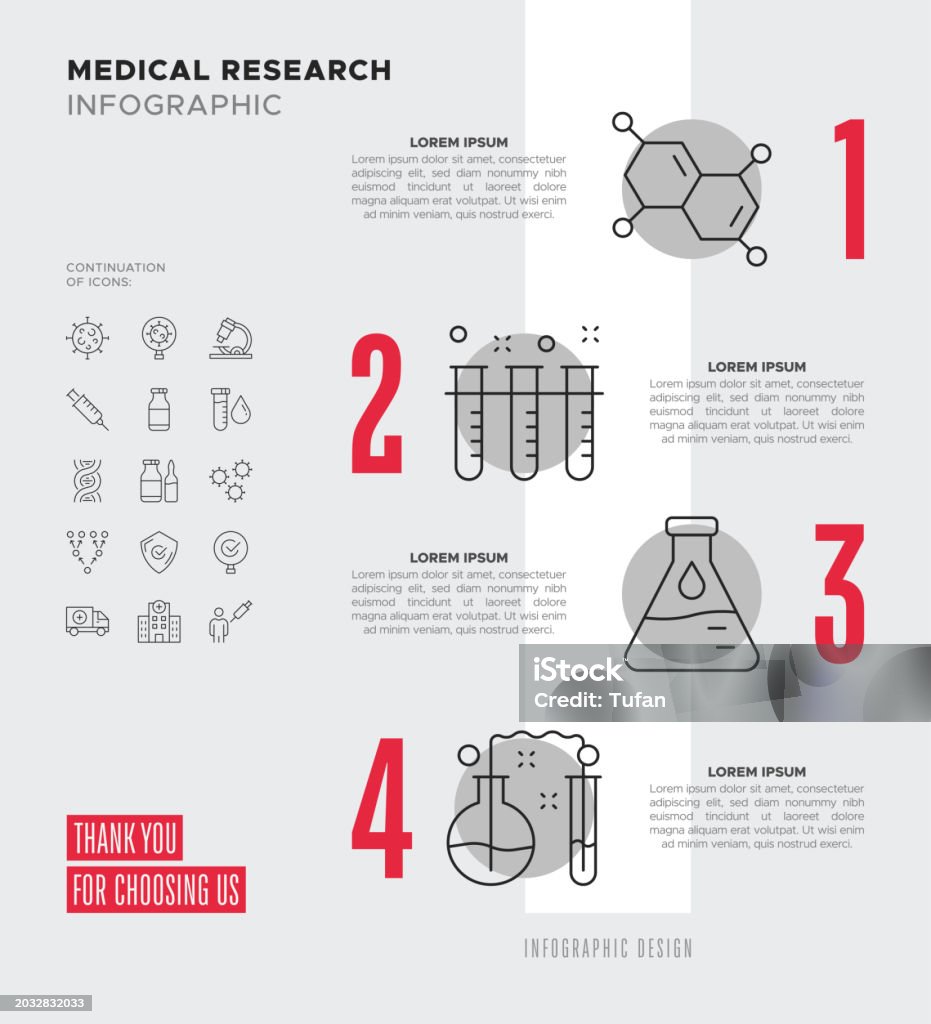 MEDICAL RESEARCH
INFOGRAPHIC
LOREM IPSUM
Lorem ipsum dolor sit amet, consectetuer
adipiscing elit, sed diam nonummy nibh
euismod tincidunt ut laoreet dolore
magna aliquam erat volutpat. Ut wisi enim
ad minim veniam, quis nostrud exerci.
1
CONTINUATION
OF ICONS:
2
LOREM IPSUM
Lorem ipsum dolor sit amet, consectetuer
adipiscing elit, sed diam nonummy nibh
euismod tincidunt ut laoreet dolore
magna aliquam erat volutpat. Ut wisi enim
ad minim veniam, quis nostrud exerci.
LOREM IPSUM
Lorem ipsum dolor sit amet, consectetuer
adipiscing elit, sed diam nonummy nibh
euismod tincidunt ut laoreet dolore
magna aliquam erat volutpat. Ut wisi enim
ad minim veniam, quis nostrud exerci.
3
iStock
Credit: Tufan
4
LOREM IPSUM
Lorem ipsum dolor sit amet, consectetuer
adipiscing elit, sed diam nonummy nibh
euismod tincidunt ut laoreet dolore
magna aliquam erat volutpat. Ut wisi enim
ad minim veniam, quis nostrud exerci.
THANK YOU
FOR CHOOSING US
INFOGRAPHIC DESIGN
2032832033